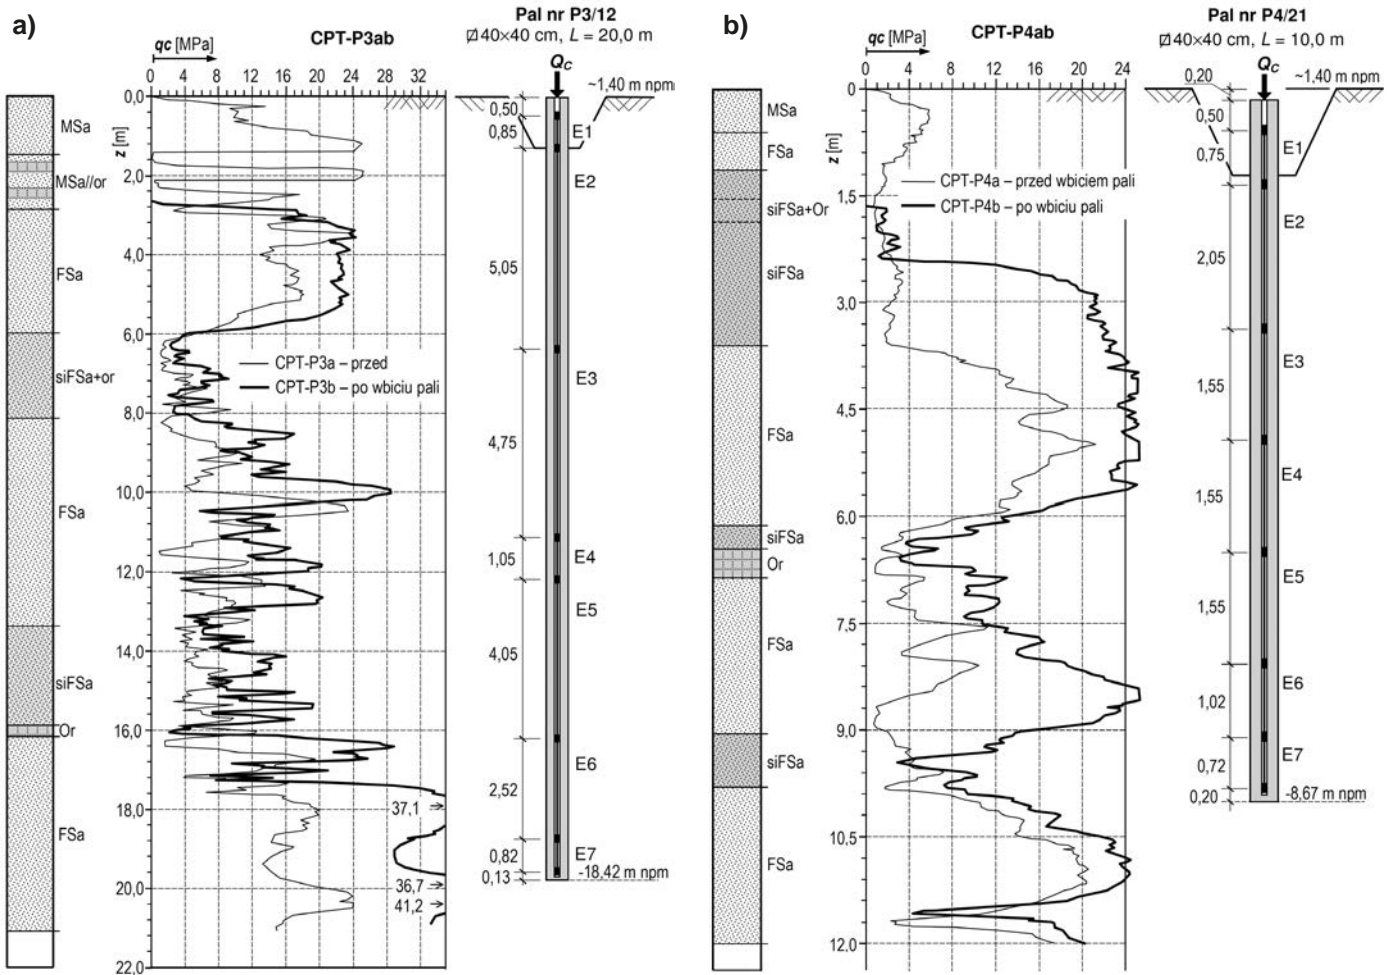 a)
qc [MPa]
CPT-P3ab
Pal nr P3/12
40×40 cm, L = 20,0 m
Qc
~1,40 m npm
0 4 8 12 16 20 24 28 32
z [m]
0,0
2,0
4,0
6,0
8,0
10,0
12,0
14,0
16,0
18,0
20,0
22,0
MSa
MSa//or
FSa
siFSa+or
FSa
siFSa
Or
FSa
CPT-P3a – przed
CPT-P3b – po wbiciu pali
37,1
36,7
41,2
0,50
0,85
5,05
4,75
1,05
4,05
2,52
0,82
0,13
E1
E2
E3
E4
E5
E6
E7
-18,42 m npm
b)
qc [MPa]
CPT-P4ab
Pal nr P4/21
40×40 cm, L = 10,0 m
Qc
~1,40 m npm
0 4 8 12 16 20 24
z [m]
0
1,5
3,0
4,5
6,0
7,5
9,0
10,5
12,0
MSa
FSa
siFSa+Or
siFSa
FSa
siFSa
Or
FSa
siFSa
FSa
CPT-P4a – przed wbiciem pali
CPT-P4b – po wbiciu pali
0,20
0,50
0,75
2,05
1,55
1,55
1,55
1,02
0,72
0,20
E1
E2
E3
E4
E5
E6
E7
-8,67 m npm